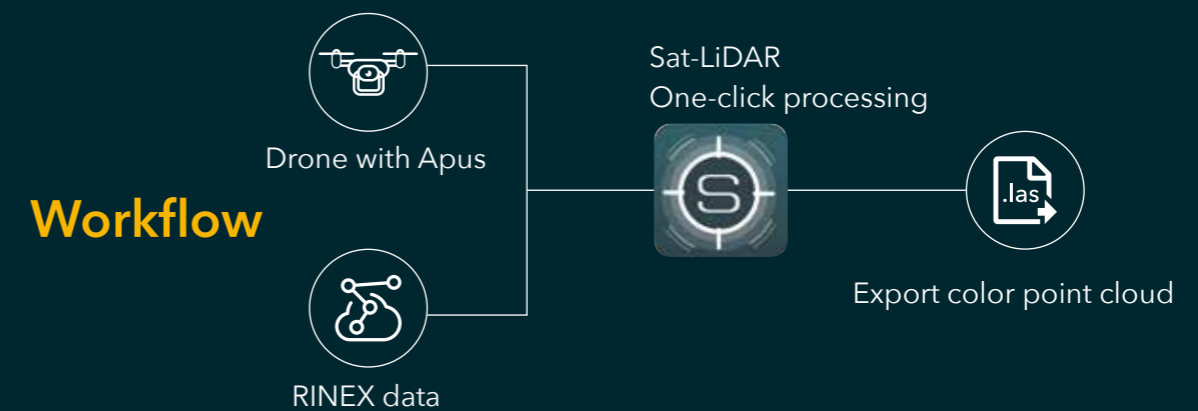 Workflow
Drone with Apus
RINEX data
Sat-LiDAR
One-click processing
S
.las
Export color point cloud